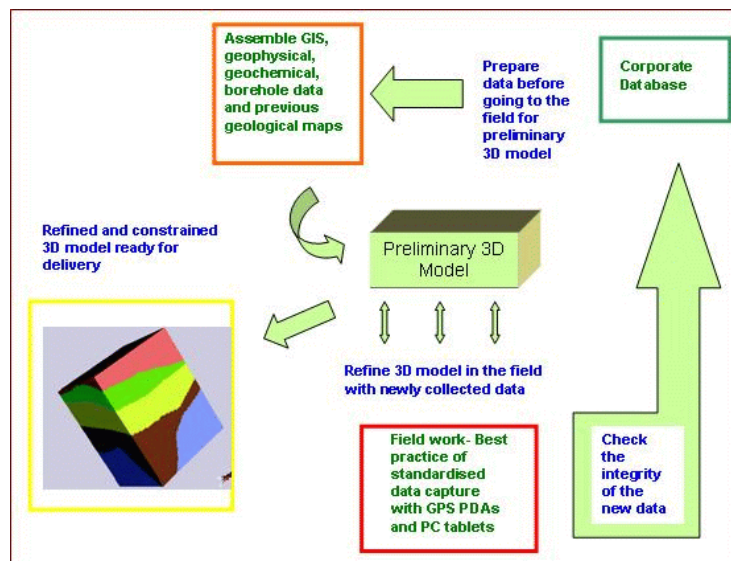 Assemble GIS,
geophysical,
geochemical,
borehole data
and previous
geological maps
Prepare
data before
going to the
field for
preliminary
3D model
Corporate
Database
Refined and constrained
3D model ready for
delivery
Preliminary 3D
Model
Refine 3D model in the field
with newly collected data
Field work- Best
practice of
standardised
data capture
with GPS PDAs
and PC tablets
Check
the
integrity
of the
new data